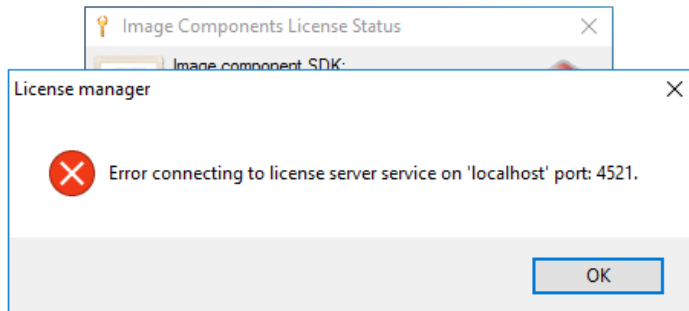 Image Components License Status
Image component SDK:
License manager
Error connecting to license server service on 'localhost' port: 4521.
OK